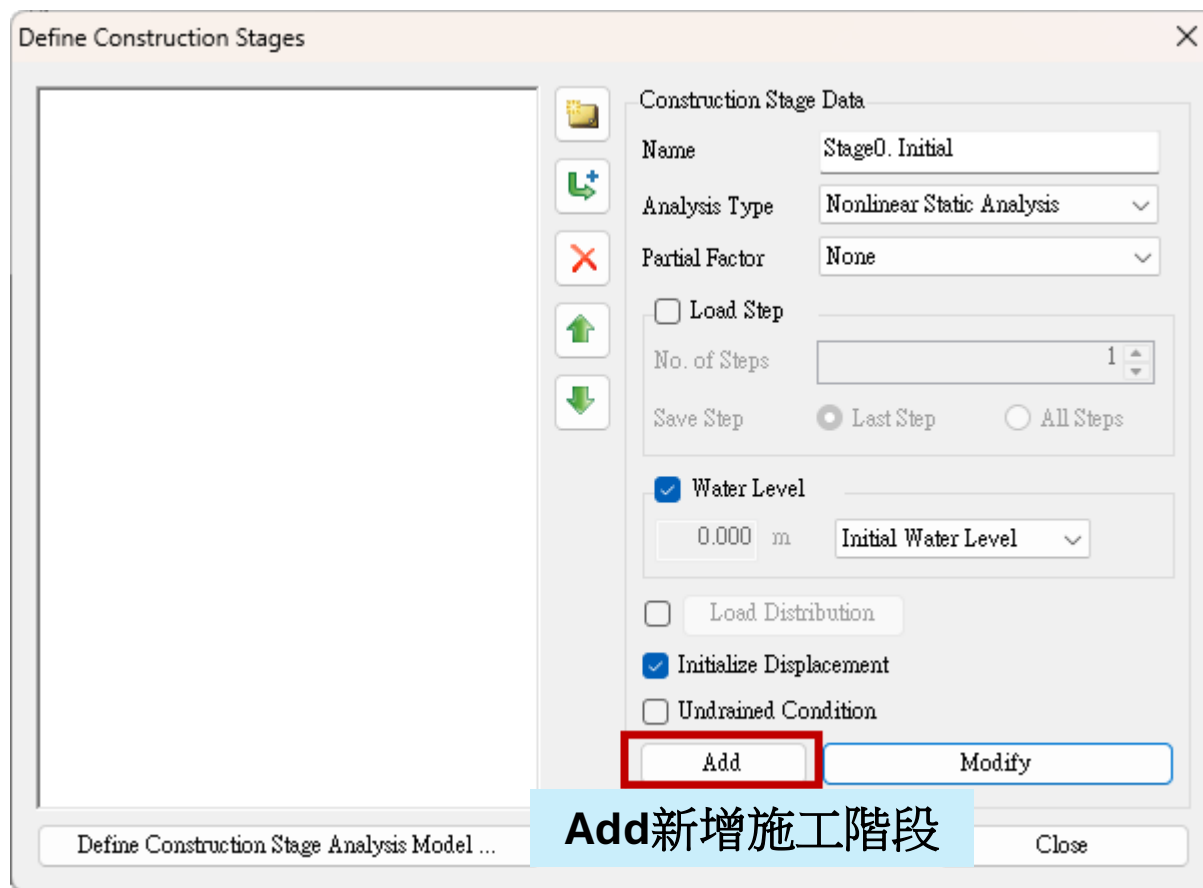 Define Construction Stages
Construction Stage Data
Name
Stage0. Initial
Analysis Type
Nonlinear Static Analysis
Partial Factor
None
Load Step
No. of Steps
1
Save Step
Last Step
All Steps
Water Level
0.000 m
Initial Water Level
Load Distribution
Initialize Displacement
Undrained Condition
Add
Modify
Add新增施工階段
Define Construction Stage Analysis Model ...
Close